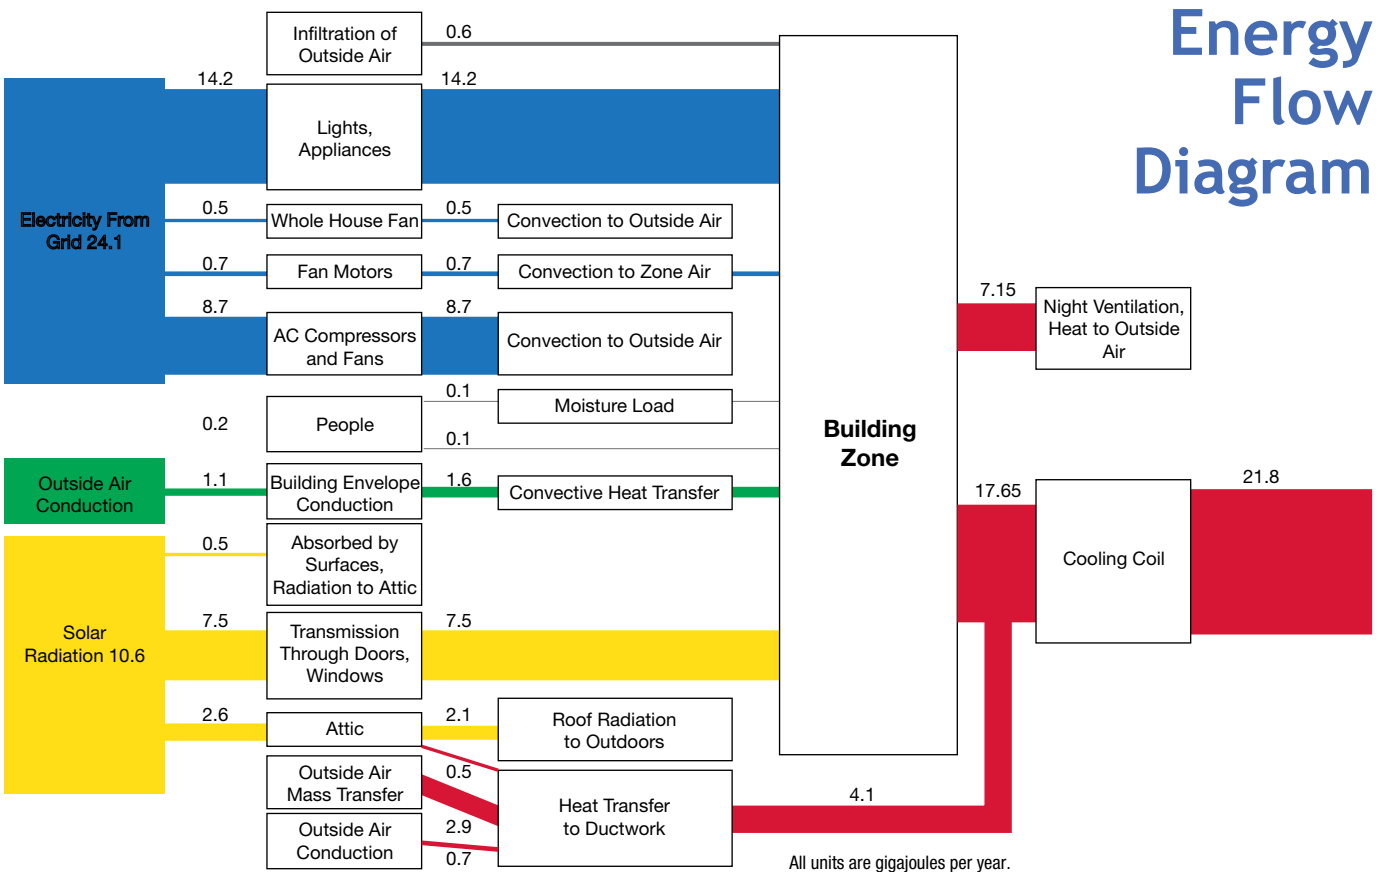 Energy
Flow
Diagram
Infiltration of
Outside Air
0.6
14.2
Lights,
Appliances
14.2
Electricity From
Grid 24.1
0.5
Whole House Fan
0.5
Convection to Outside Air
0.7
Fan Motors
0.7
Convection to Zone Air
8.7
AC Compressors
and Fans
8.7
Convection to Outside Air
0.2
People
0.1
Moisture Load
0.1
Outside Air
Conduction
1.1
Building Envelope
Conduction
1.6
Convective Heat Transfer
Solar
Radiation 10.6
0.5
Absorbed by
Surfaces,
Radiation to Attic
7.5
Transmission
Through Doors,
Windows
7.5
2.6
Attic
2.1
Roof Radiation
to Outdoors
0.5
Outside Air
Mass Transfer
2.9
Outside Air
Conduction
0.7
Heat Transfer
to Ductwork
4.1
Building
Zone
7.15
Night Ventilation,
Heat to Outside
Air
17.65
Cooling Coil
21.8
All units are gigajoules per year.